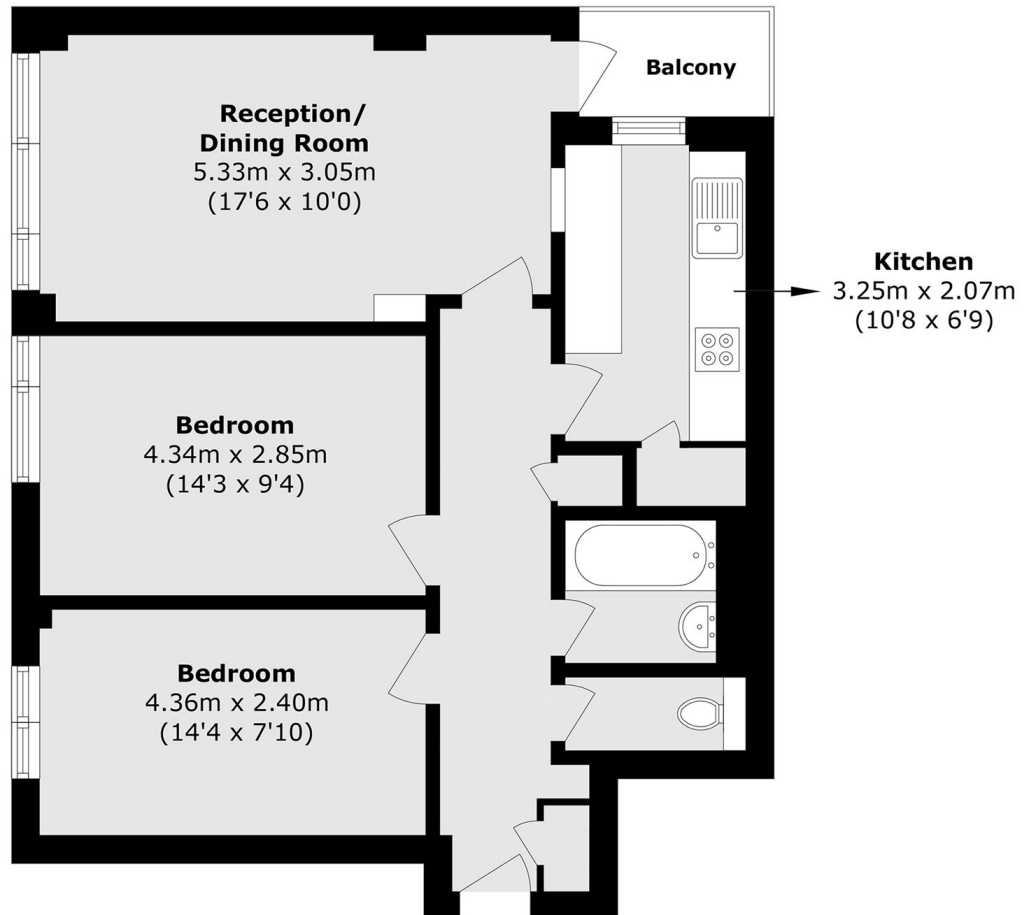 Balcony
Reception/
Dining Room
5.33m x 3.05m
(17'6 x 10'0)
Kitchen
3.25m x 2.07m
(10'8 x 6'9)
Bedroom
4.34m x 2.85m
(14'3 x 9'4)
Bedroom
4.36m x 2.40m
(14'4 x 7'10)